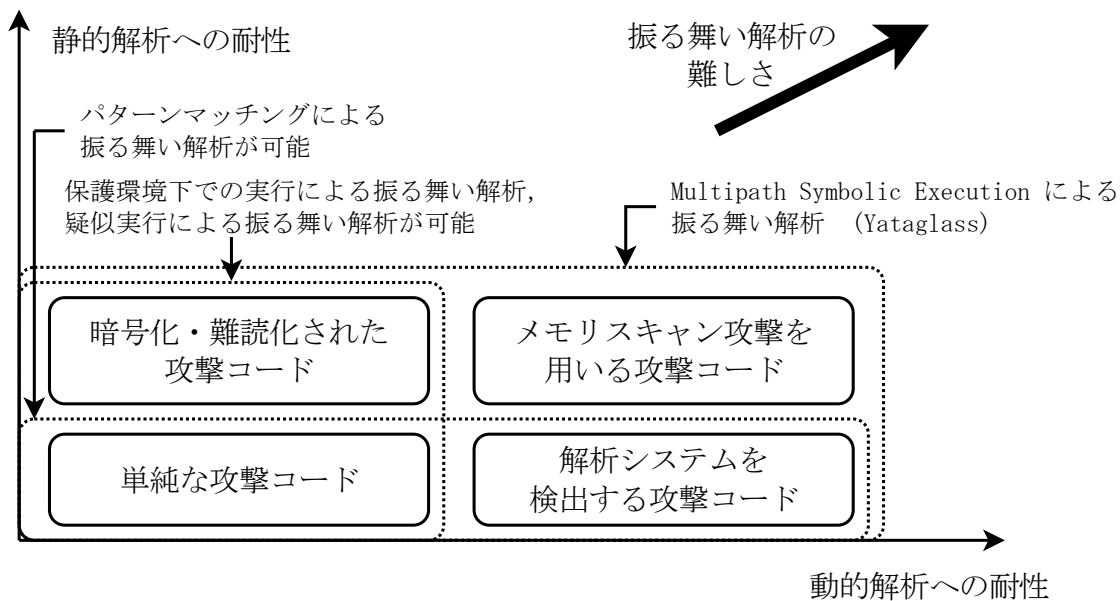 静的解析への耐性
振る舞い解析の
難しさ
パターンマッチングによる
振る舞い解析が可能
保護環境下での実行による振る舞い解析,
疑似実行による振る舞い解析が可能
Multipath Symbolic Execution による
振る舞い解析 (Yataglass)
暗号化・難読化された
攻撃コード
メモリスキャン攻撃を
用いる攻撃コード
単純な攻撃コード
解析システムを
検出する攻撃コード
動的解析への耐性